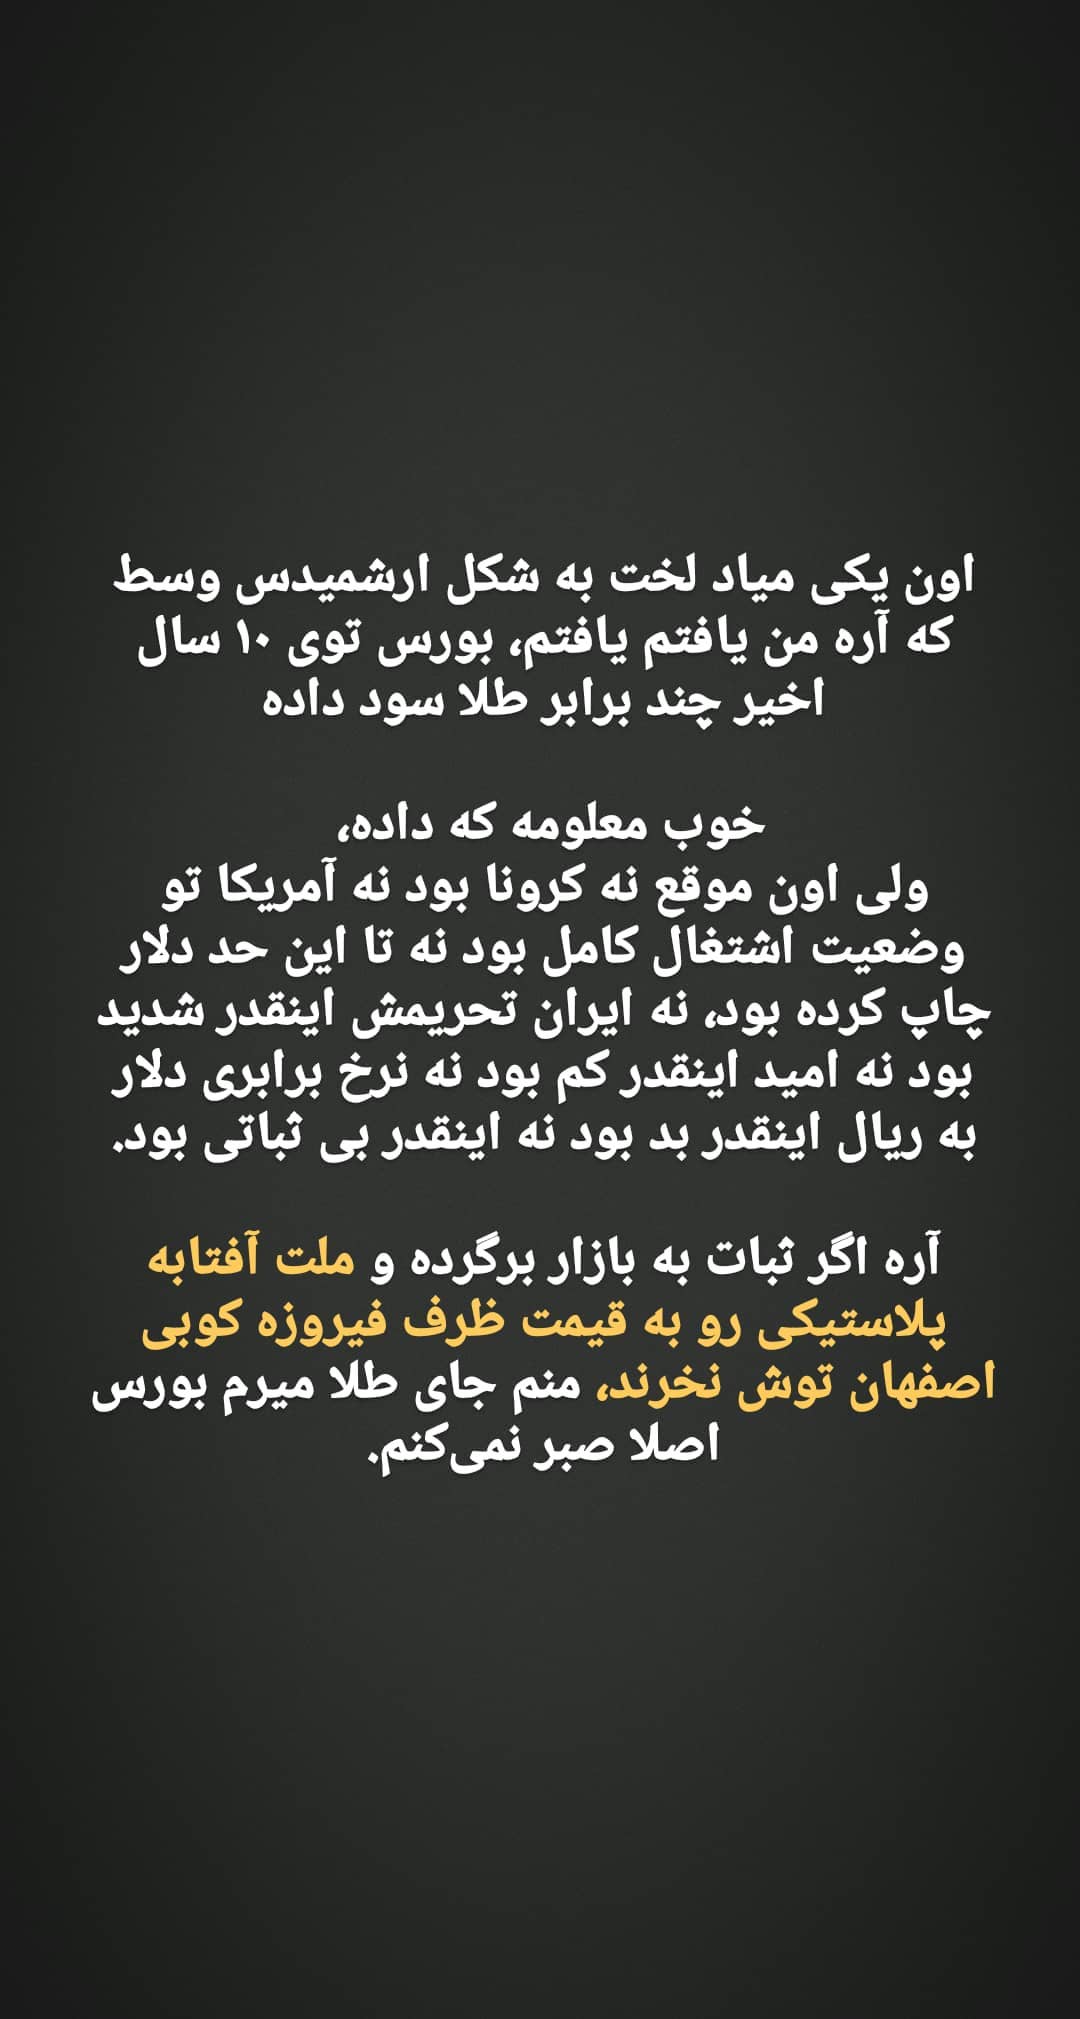 اون یکی میاد لخت به شکل ارشمیدس وسط
که آره من یافتم یافتم، بورس توی ۱۰ سال
اخیر چند برابر طلا سود داده
خوب معلومه که داده،
ولی اون موقع نه کرونا بود نه آمریکا تو
وضعیت اشتغال کامل بود نه تا این حد دلار
چاپ کرده بود، نه ایران تحریمش اینقدر شدید
بود نه امید اینقدر کم بود نه نرخ برابری دلار
به ریال اینقدر بد بود نه اینقدر بی ثباتی بود.
آره اگر ثبات به بازار برگرده و ملت آفتابه
پلاستیکی رو به قیمت ظرف فیروزه کوبی
اصفهان توش نخرند، منم جای طلا میرم بورس
اصلا صبر نمی‌کنم.